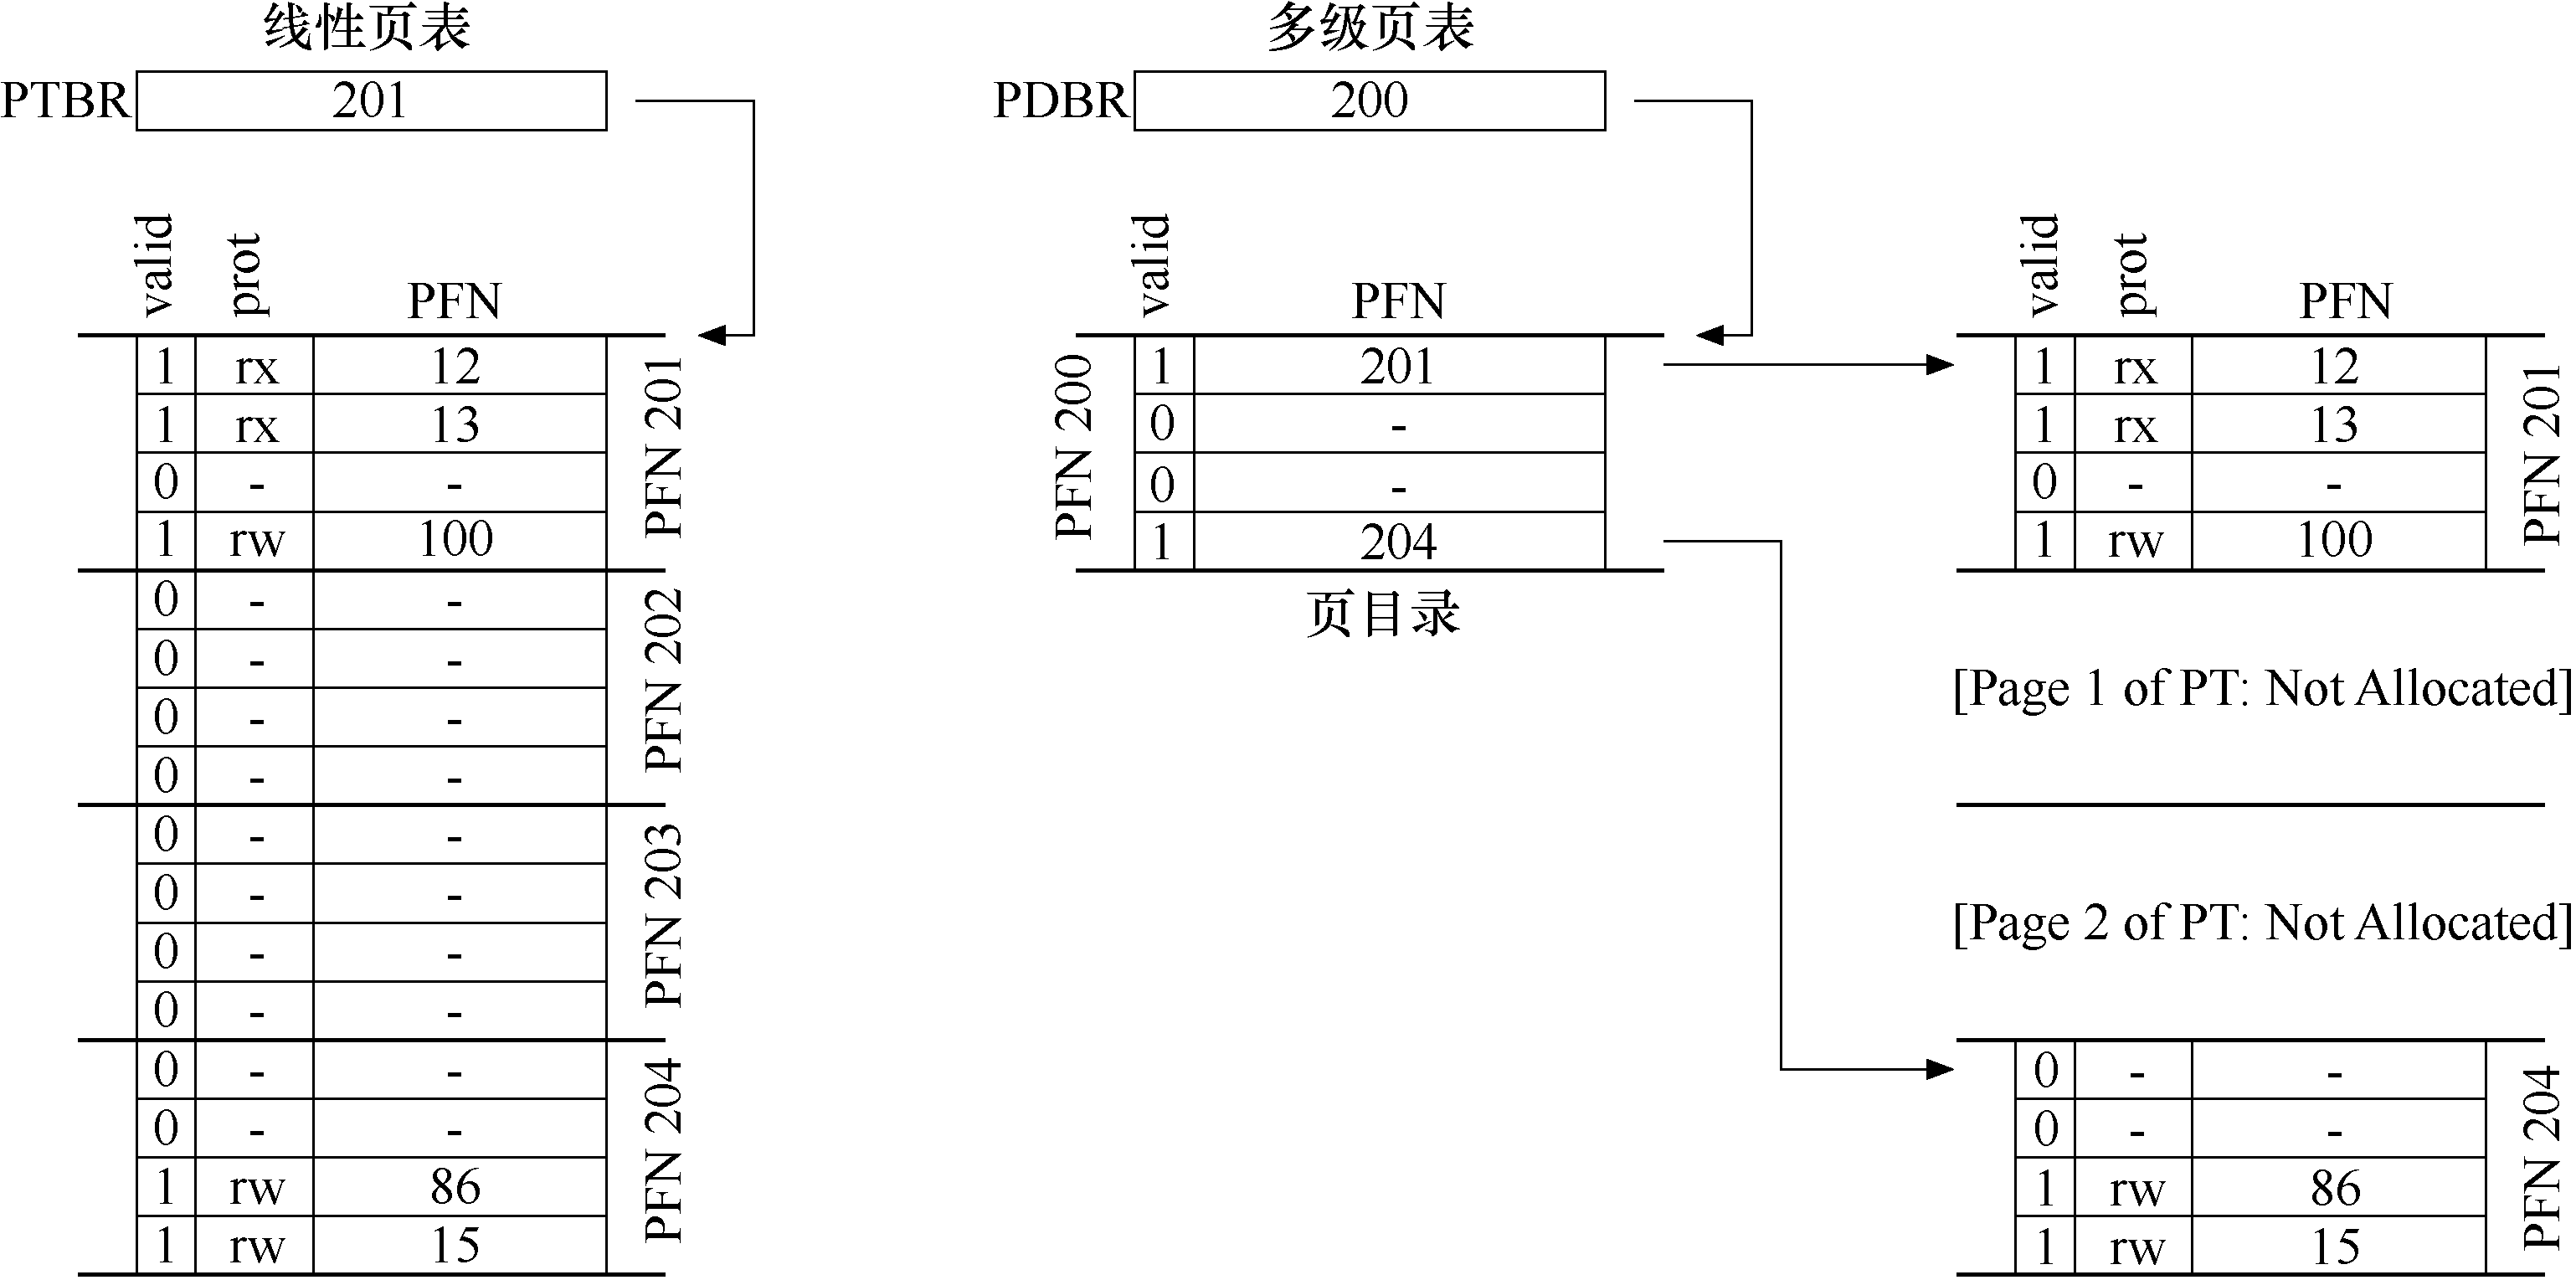 线性页表
PTBR 201
valid prot PFN
1 rx 12
1 rx 13
0 - -
1 rw 100
PFN 201
0 - -
0 - -
0 - -
0 - -
PFN 202
0 - -
0 - -
0 - -
0 - -
PFN 203
0 - -
0 - -
1 rw 86
1 rw 15
PFN 204
多级页表
PDBR 200
valid PFN
PFN 200
1 201
0 -
0 -
1 204
页目录
valid prot PFN
1 rx 12
1 rx 13
0 - -
1 rw 100
PFN 201
[Page 1 of PT: Not Allocated]
[Page 2 of PT: Not Allocated]
0 - -
0 - -
1 rw 86
1 rw 15
PFN 204